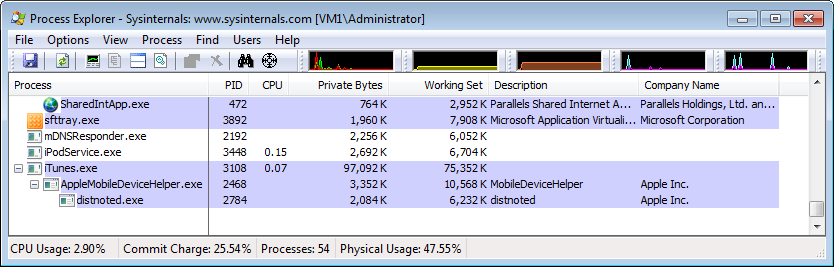 Process Explorer - Sysinternals: www.sysinternals.com [VM1\Administrator]
File Options View Process Find Users Help
Process PID CPU Private Bytes Working Set Description Company Name
SharedIntApp.exe 472 764 K 2,952 K Parallels Shared Internet A... Parallels Holdings, Ltd. an...
sfttray.exe 3892 1,960 K 7,908 K Microsoft Application Virtuali... Microsoft Corporation
mDNSResponder.exe 2192 2,256 K 6,052 K
iPodService.exe 3448 0.15 2,692 K 6,704 K
iTunes.exe 3108 0.07 97,092 K 75,352 K
AppleMobileDeviceHelper.exe 2468 3,352 K 10,568 K MobileDeviceHelper Apple Inc.
distnoted.exe 2784 2,084 K 6,232 K distnoted Apple Inc.
CPU Usage: 2.90% Commit Charge: 25.54% Processes: 54 Physical Usage: 47.55%